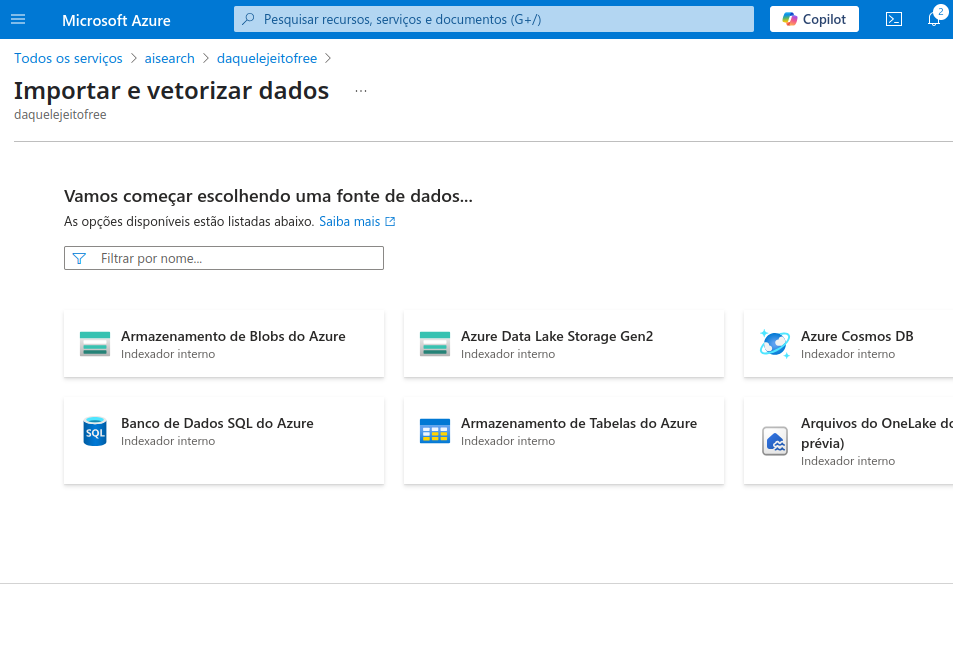 Microsoft Azure
Pesquisar recursos, serviços e documentos (G+/)
Copilot
2
Todos os serviços > aisearch > daquelejeitofree >
Importar e vetorizar dados ...
daquelejeitofree
Vamos começar escolhendo uma fonte de dados...
As opções disponíveis estão listadas abaixo. Saiba mais
Filtrar por nome...
Armazenamento de Blobs do Azure
Indexador interno
Azure Data Lake Storage Gen2
Indexador interno
Azure Cosmos DB
Indexador interno
SQL
Banco de Dados SQL do Azure
Indexador interno
Armazenamento de Tabelas do Azure
Indexador interno
Arquivos do OneLake do
prévia)
Indexador interno